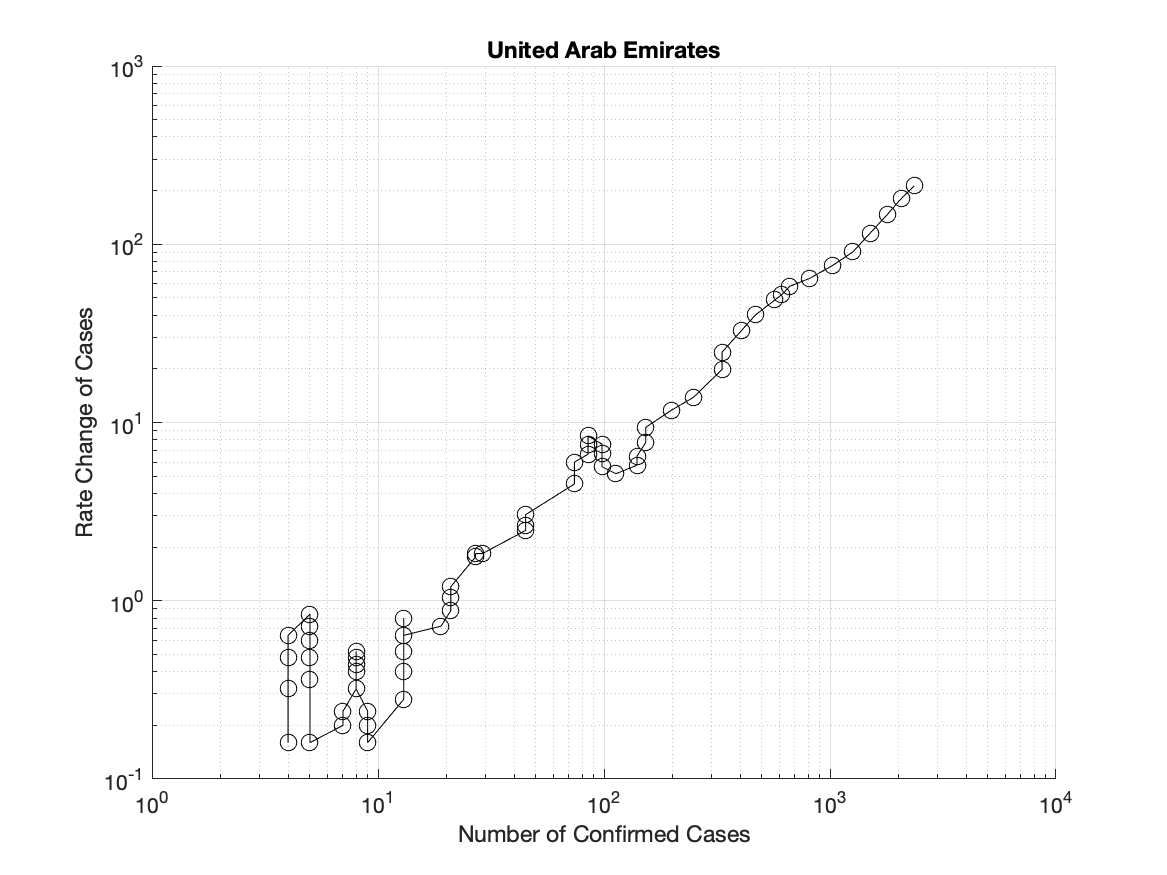 United Arab Emirates
10^3
10^2
10^1
10^0
10^-1
Rate Change of Cases
10^0 10^1 10^2 10^3 10^4
Number of Confirmed Cases